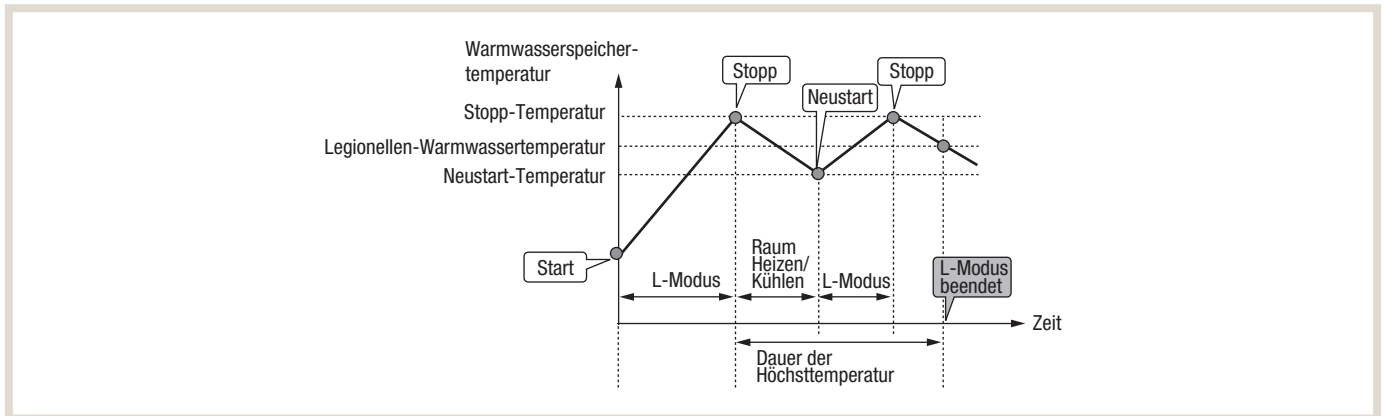 Warmwasserspeicher-
temperatur
Stopp
Stopp
Neustart
Stopp-Temperatur
Legionellen-Warmwassertemperatur
Neustart-Temperatur
Start
L-Modus
Raum
Heizen/
Kühlen
L-Modus
L-Modus
beendet
Zeit
Dauer der
Höchsttemperatur